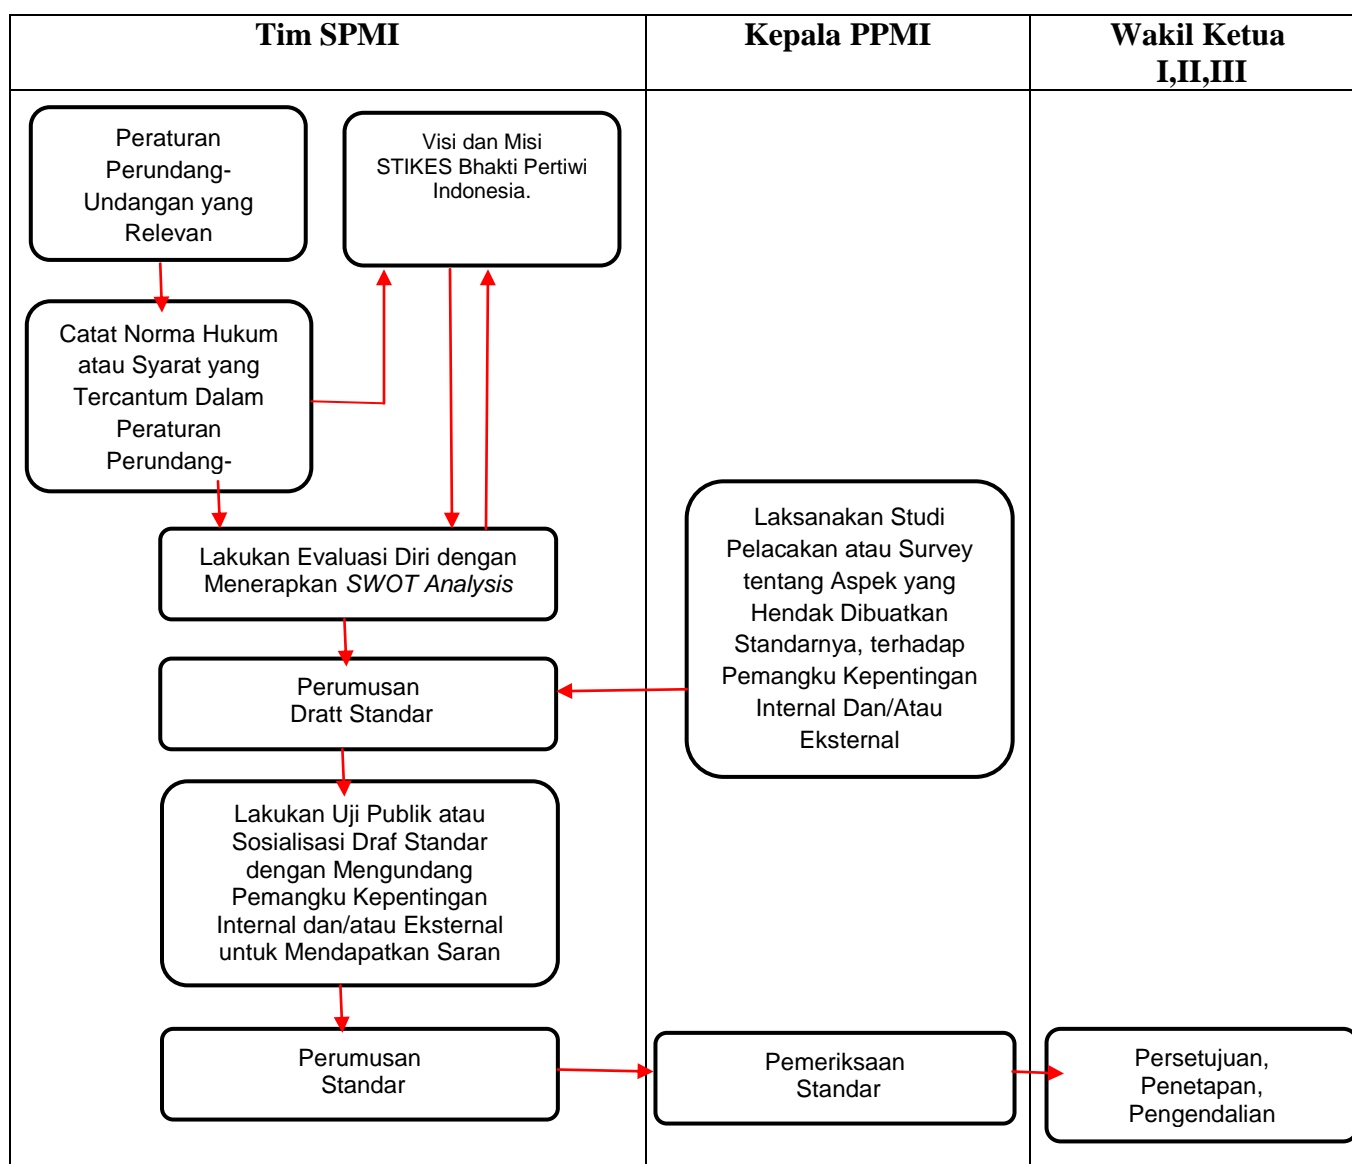 Tim SPMI
Kepala PPMI
Wakil Ketua
I,II,III
Peraturan
Perundang-
Undangan yang
Relevan
Visi dan Misi
STIKES Bhakti Pertiwi
Indonesia.
Catat Norma Hukum
atau Syarat yang
Tercantum Dalam
Peraturan
Perundang-
Lakukan Evaluasi Diri dengan
Menerapkan SWOT Analysis
Laksanakan Studi
Pelacakan atau Survey
tentang Aspek yang
Hendak Dibuatkan
Standarnya, terhadap
Pemangku Kepentingan
Internal Dan/Atau
Eksternal
Perumusan
Dratt Standar
Lakukan Uji Publik atau
Sosialisasi Draf Standar
dengan Mengundang
Pemangku Kepentingan
Internal dan/atau Eksternal
untuk Mendapatkan Saran
Perumusan
Standar
Pemeriksaan
Standar
Persetujuan,
Penetapan,
Pengendalian